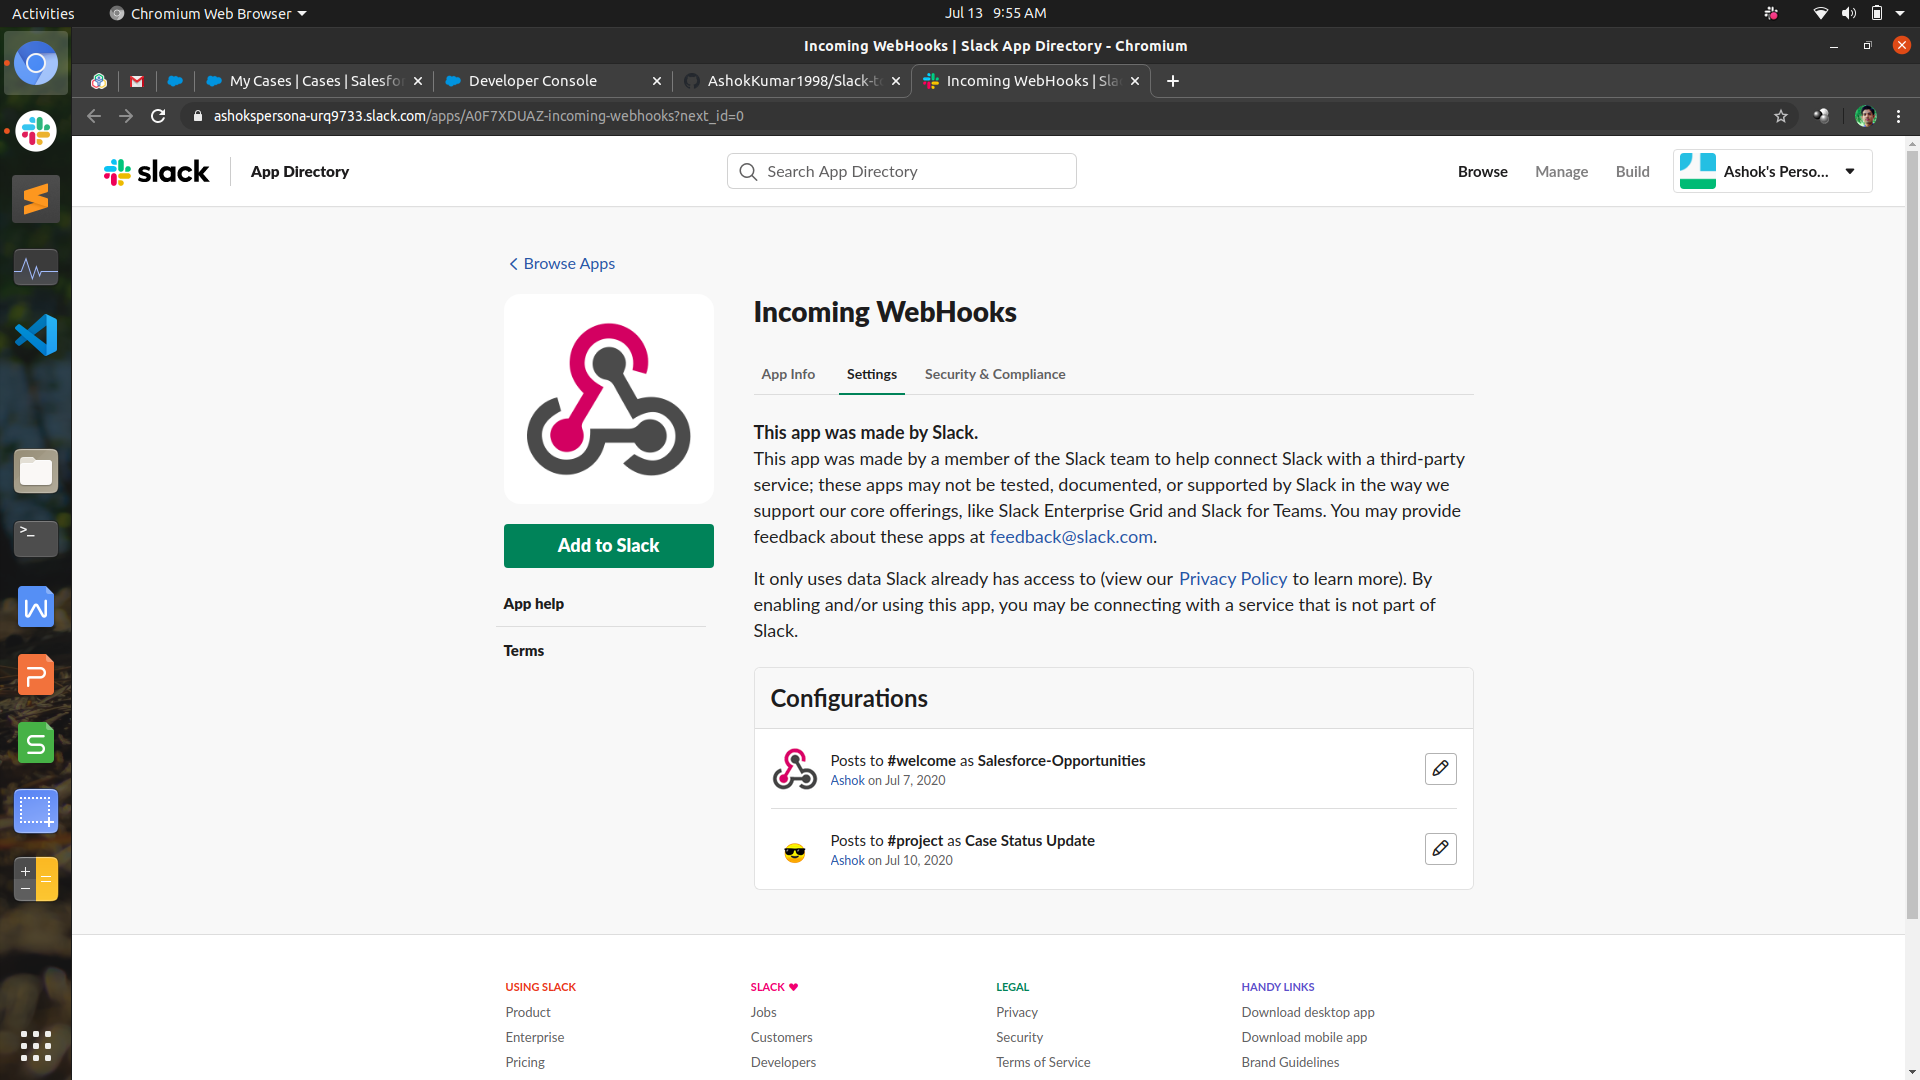 Activities
Chromium Web Browser
Jul 13 9:55 AM
Incoming WebHooks | Slack App Directory - Chromium
My Cases | Cases | Salesfo
Developer Console
AshokKumar1998/Slack-t
Incoming WebHooks | Sla
ashokspersona-urq9733.slack.com/apps/A0F7XDUAZ-incoming-webhooks?next_id=0
slack
App Directory
Search App Directory
Browse
Manage
Build
Ashok's Perso...
Browse Apps
Incoming WebHooks
App Info
Settings
Security & Compliance
This app was made by Slack.
This app was made by a member of the Slack team to help connect Slack with a third-party
service; these apps may not be tested, documented, or supported by Slack in the way we
support our core offerings, like Slack Enterprise Grid and Slack for Teams. You may provide
feedback about these apps at feedback@slack.com.
Add to Slack
It only uses data Slack already has access to (view our Privacy Policy to learn more). By
enabling and/or using this app, you may be connecting with a service that is not part of
Slack.
App help
Terms
Configurations
Posts to #welcome as Salesforce-Opportunities
Ashok on Jul 7, 2020
Posts to #project as Case Status Update
Ashok on Jul 10, 2020
USING SLACK
Product
Enterprise
Pricing
SLACK
Jobs
Customers
Developers
LEGAL
Privacy
Security
Terms of Service
HANDY LINKS
Download desktop app
Download mobile app
Brand Guidelines